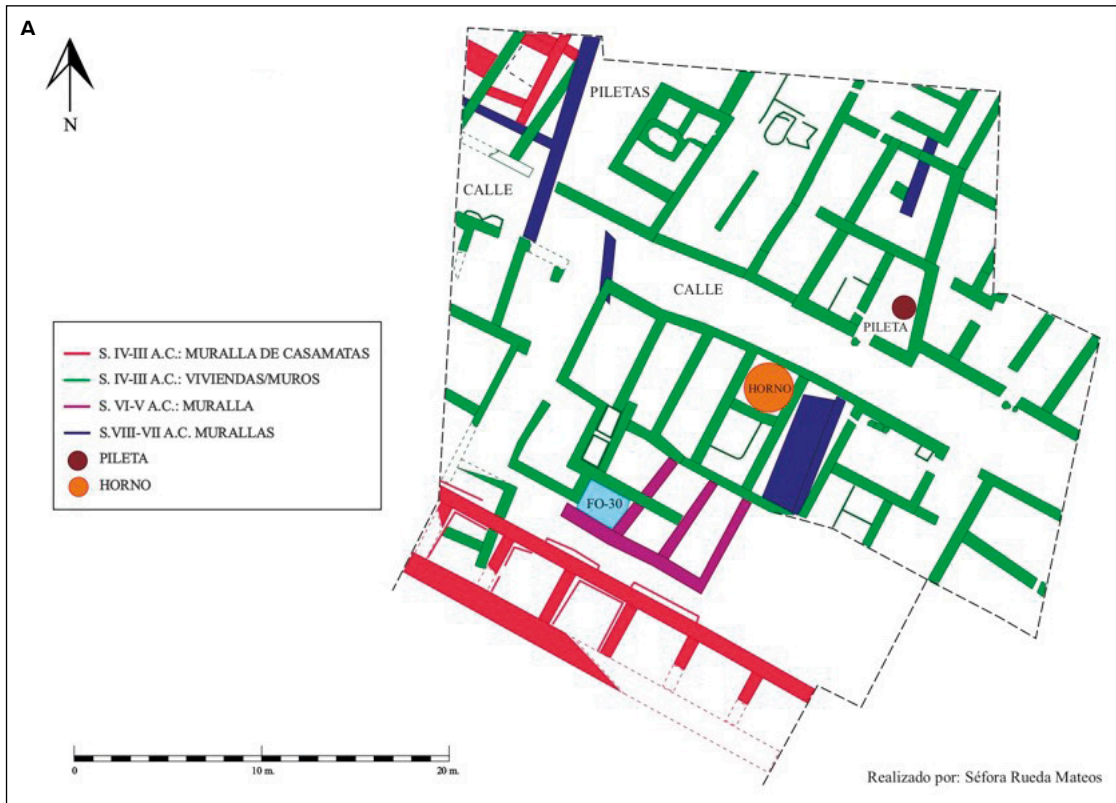 A
N
PILETAS
CALLE
CALLE
PILETA
HORNO
FO-30
S. IV-III A.C.: MURALLA DE CASAMATAS
S. IV-III A.C.: VIVIENDAS/MUROS
S. VI-V A.C.: MURALLA
S.VIII-VII A.C. MURALLAS
PILETA
HORNO
0 10 m. 20 m.
Realizado por: Séfora Rueda Mateos